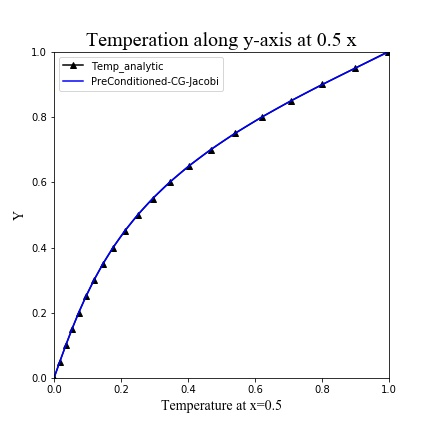 Temperation along y-axis at 0.5 x
Temp_analytic
PreConditioned-CG-Jacobi
1.0
0.8
0.6
0.4
0.2
0.0
Y
0.0 0.2 0.4 0.6 0.8 1.0
Temperature at x=0.5